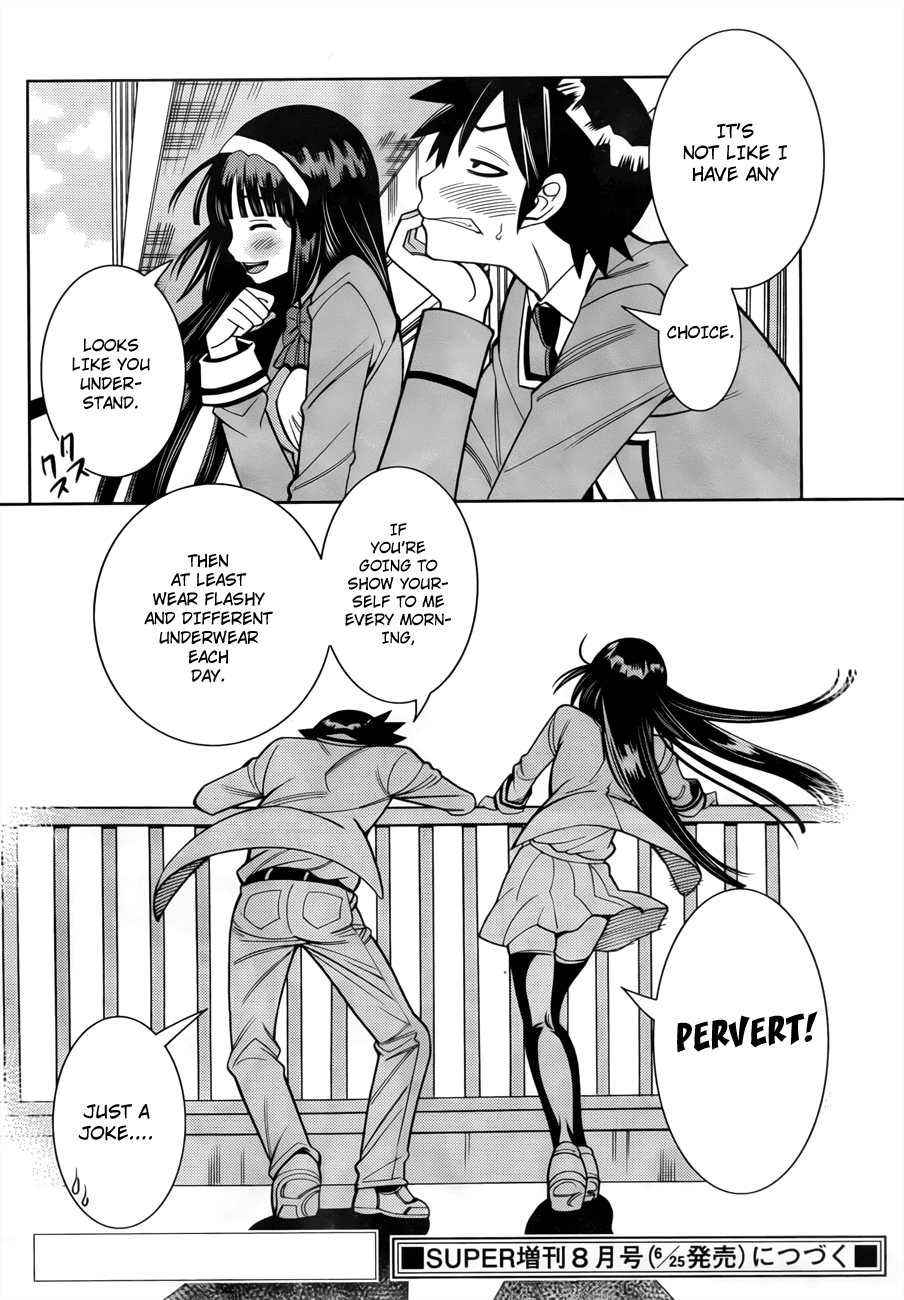 IT'S
NOT LIKE I
HAVE ANY
CHOICE.
LOOKS
LIKE YOU
UNDER-
STAND.
クスクス
IF
YOU'RE
GOING TO
SHOW YOUR-
SELF TO ME
EVERY MORN-
ING,
THEN
AT LEAST
WEAR FLASHY
AND DIFFERENT
UNDERWEAR
EACH
DAY.
PERVERT!
JUST A
JOKE....
■SUPER増刊8月号(6/25発売)につづく■